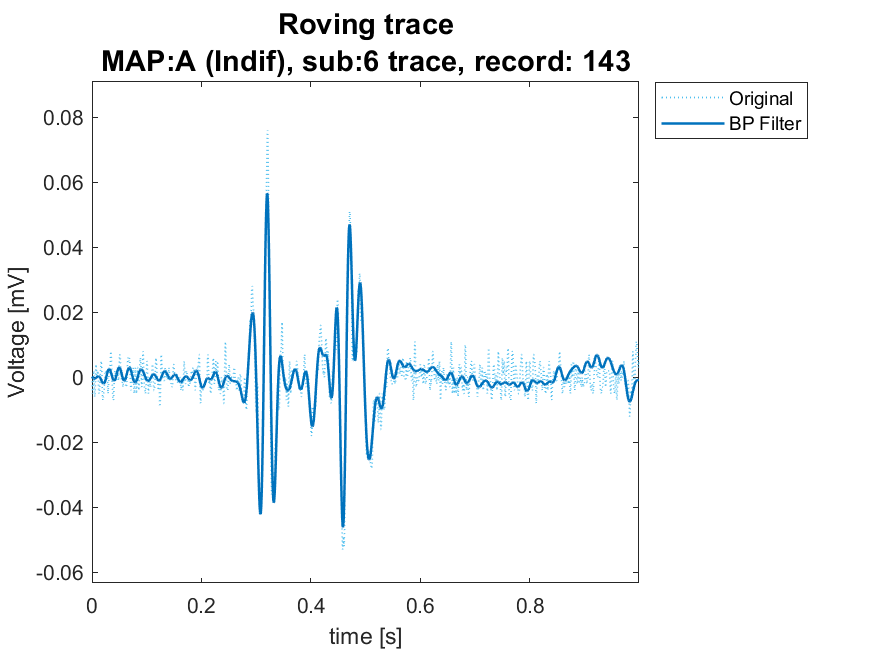 Roving trace
MAP:A (Indif), sub:6 trace, record: 143
Original
BP Filter
0.08
0.06
0.04
0.02
0
-0.02
-0.04
-0.06
Voltage [mV]
0 0.2 0.4 0.6 0.8
time [s]